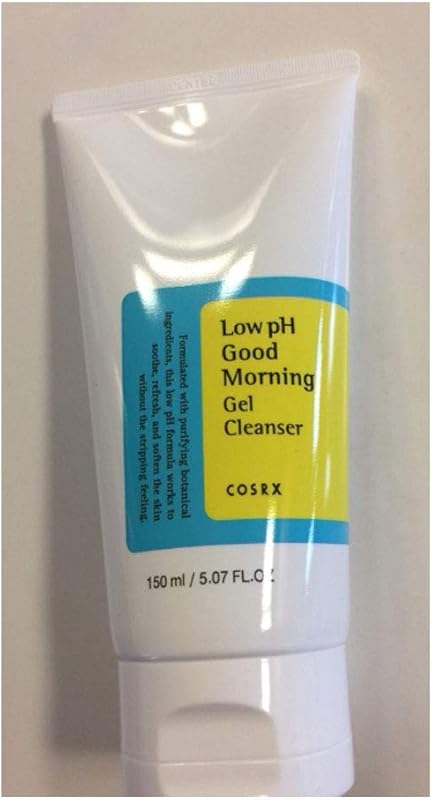 Low pH
Good
Morning
Gel
Cleanser
COSRX
Formulated with purifying botanical
ingredients, this low pH formula works to
soothe, refresh, and soften the skin
without the stripping feeling.
150 ml / 5.07 FL.OZ